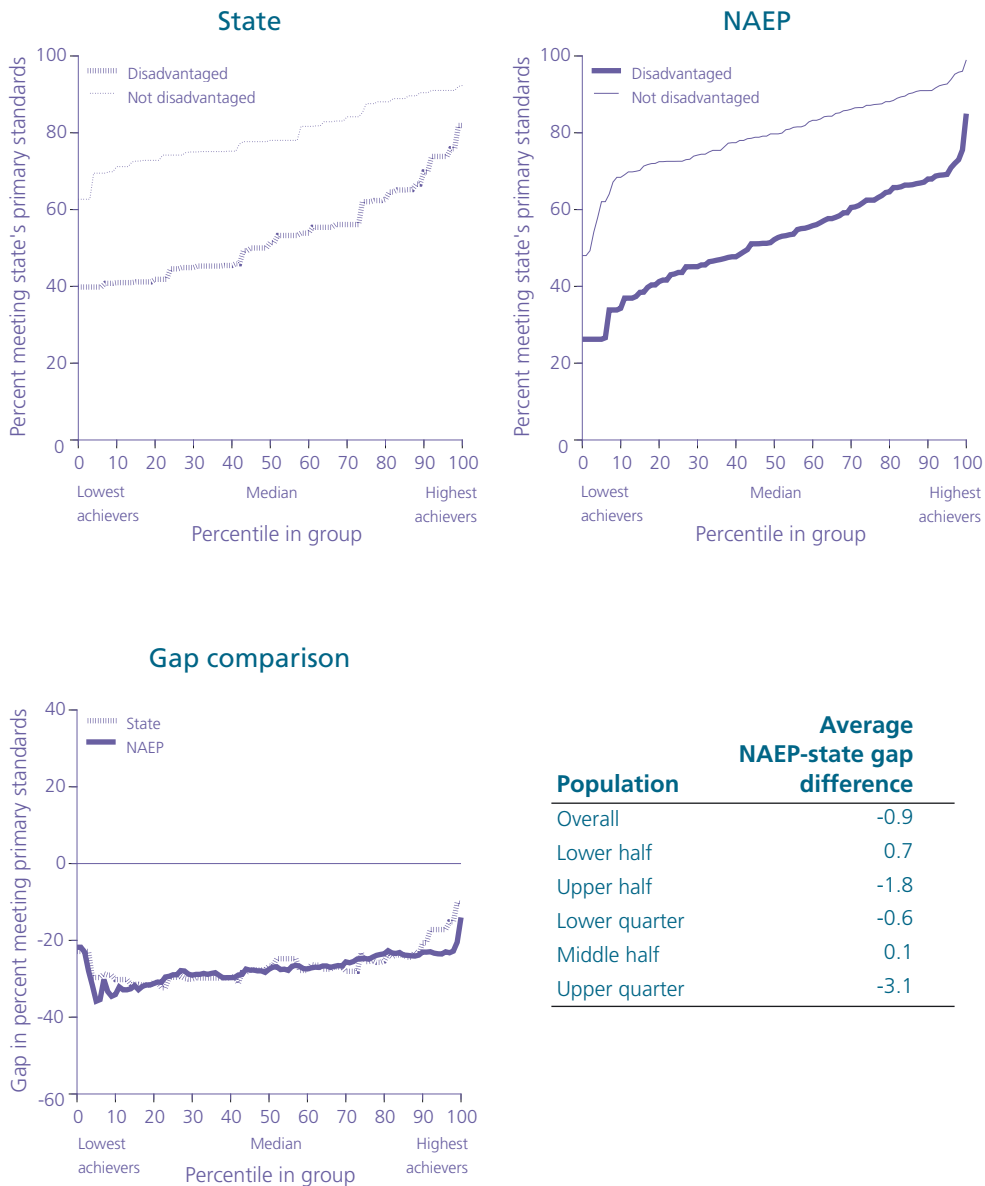 State
Percent meeting state's primary standards
100
80
60
40
20
0
Disadvantaged
Not disadvantaged
0 10 20 30 40 50 60 70 80 90 100
Lowest achievers
Median
Highest achievers
Percentile in group
NAEP
Percent meeting state's primary standards
100
80
60
40
20
0
Disadvantaged
Not disadvantaged
0 10 20 30 40 50 60 70 80 90 100
Lowest achievers
Median
Highest achievers
Percentile in group
Gap comparison
Gap in percent meeting primary standards
40
20
0
-20
-40
-60
State
NAEP
0 10 20 30 40 50 60 70 80 90 100
Lowest achievers
Median
Highest achievers
Percentile in group
Average
NAEP-state gap
Population difference
Overall -0.9
Lower half 0.7
Upper half -1.8
Lower quarter -0.6
Middle half 0.1
Upper quarter -3.1